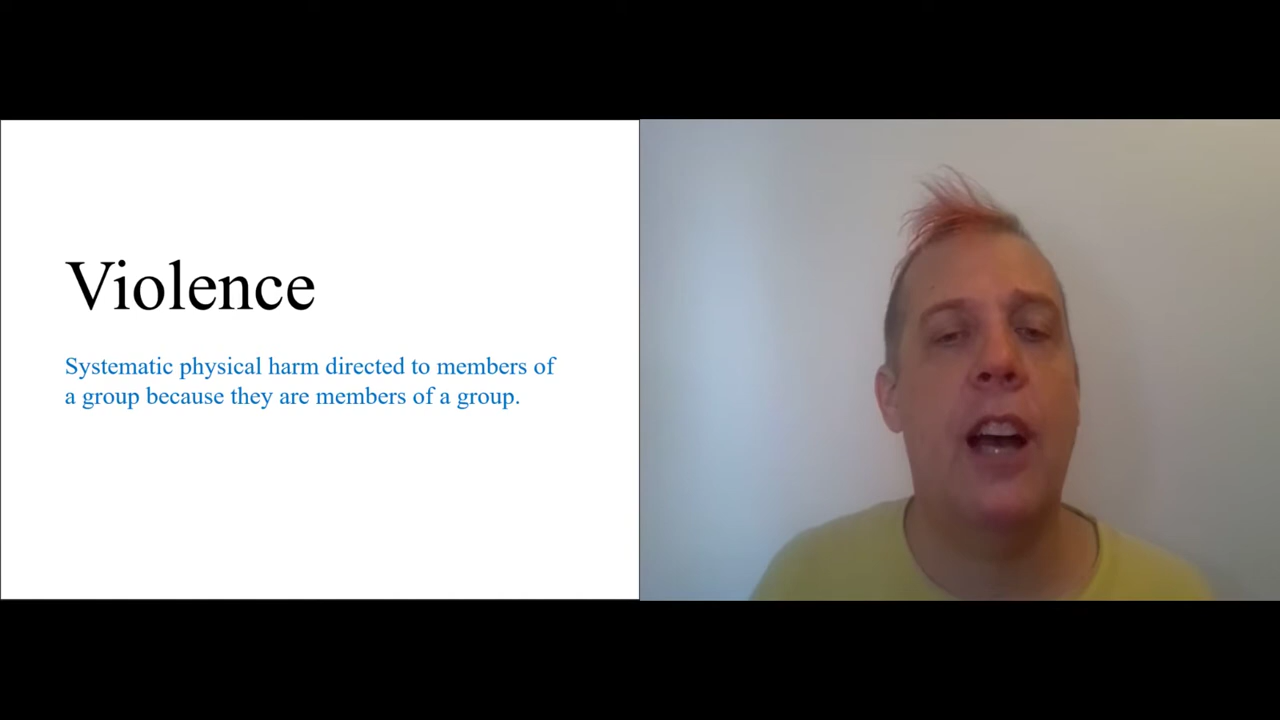 Violence
Systematic physical harm directed to members of
a group because they are members of a group.